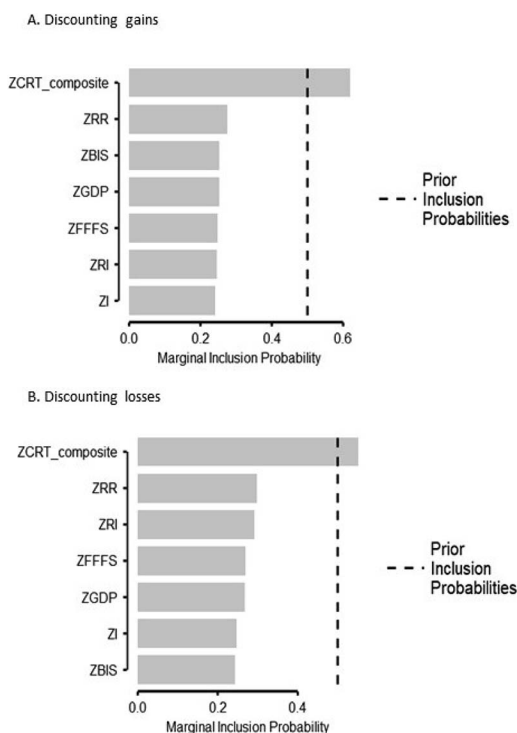 A. Discounting gains
ZCRT_composite
ZRR
ZBIS
ZGDP
ZFFFS
ZRI
ZI
0.0 0.2 0.4 0.6
Marginal Inclusion Probability
Prior
Inclusion
Probabilities
B. Discounting losses
ZCRT_composite
ZRR
ZRI
ZFFFS
ZGDP
ZI
ZBIS
0.0 0.2 0.4
Marginal Inclusion Probability
Prior
Inclusion
Probabilities